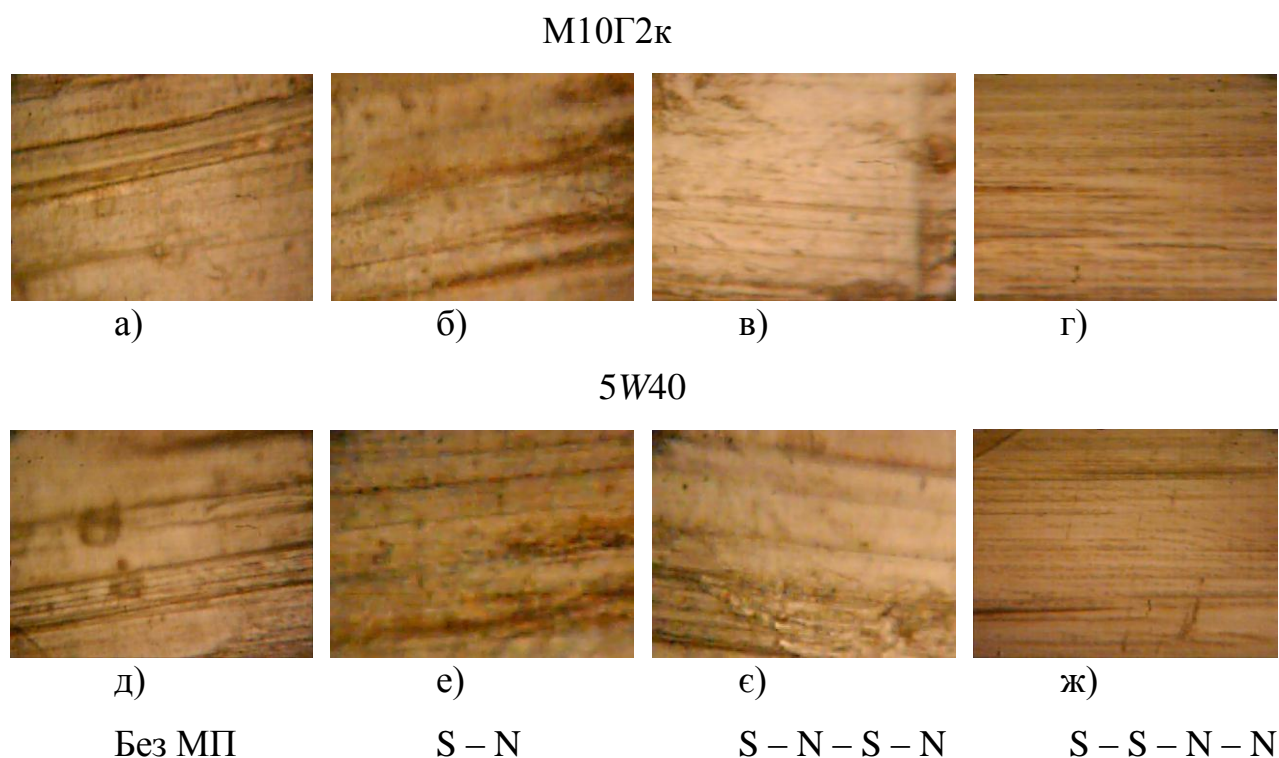 М10Г2к
а) б) в) г)
5W40
д) е) є) ж)
Без МП S – N S – N – S – N S – S – N – N